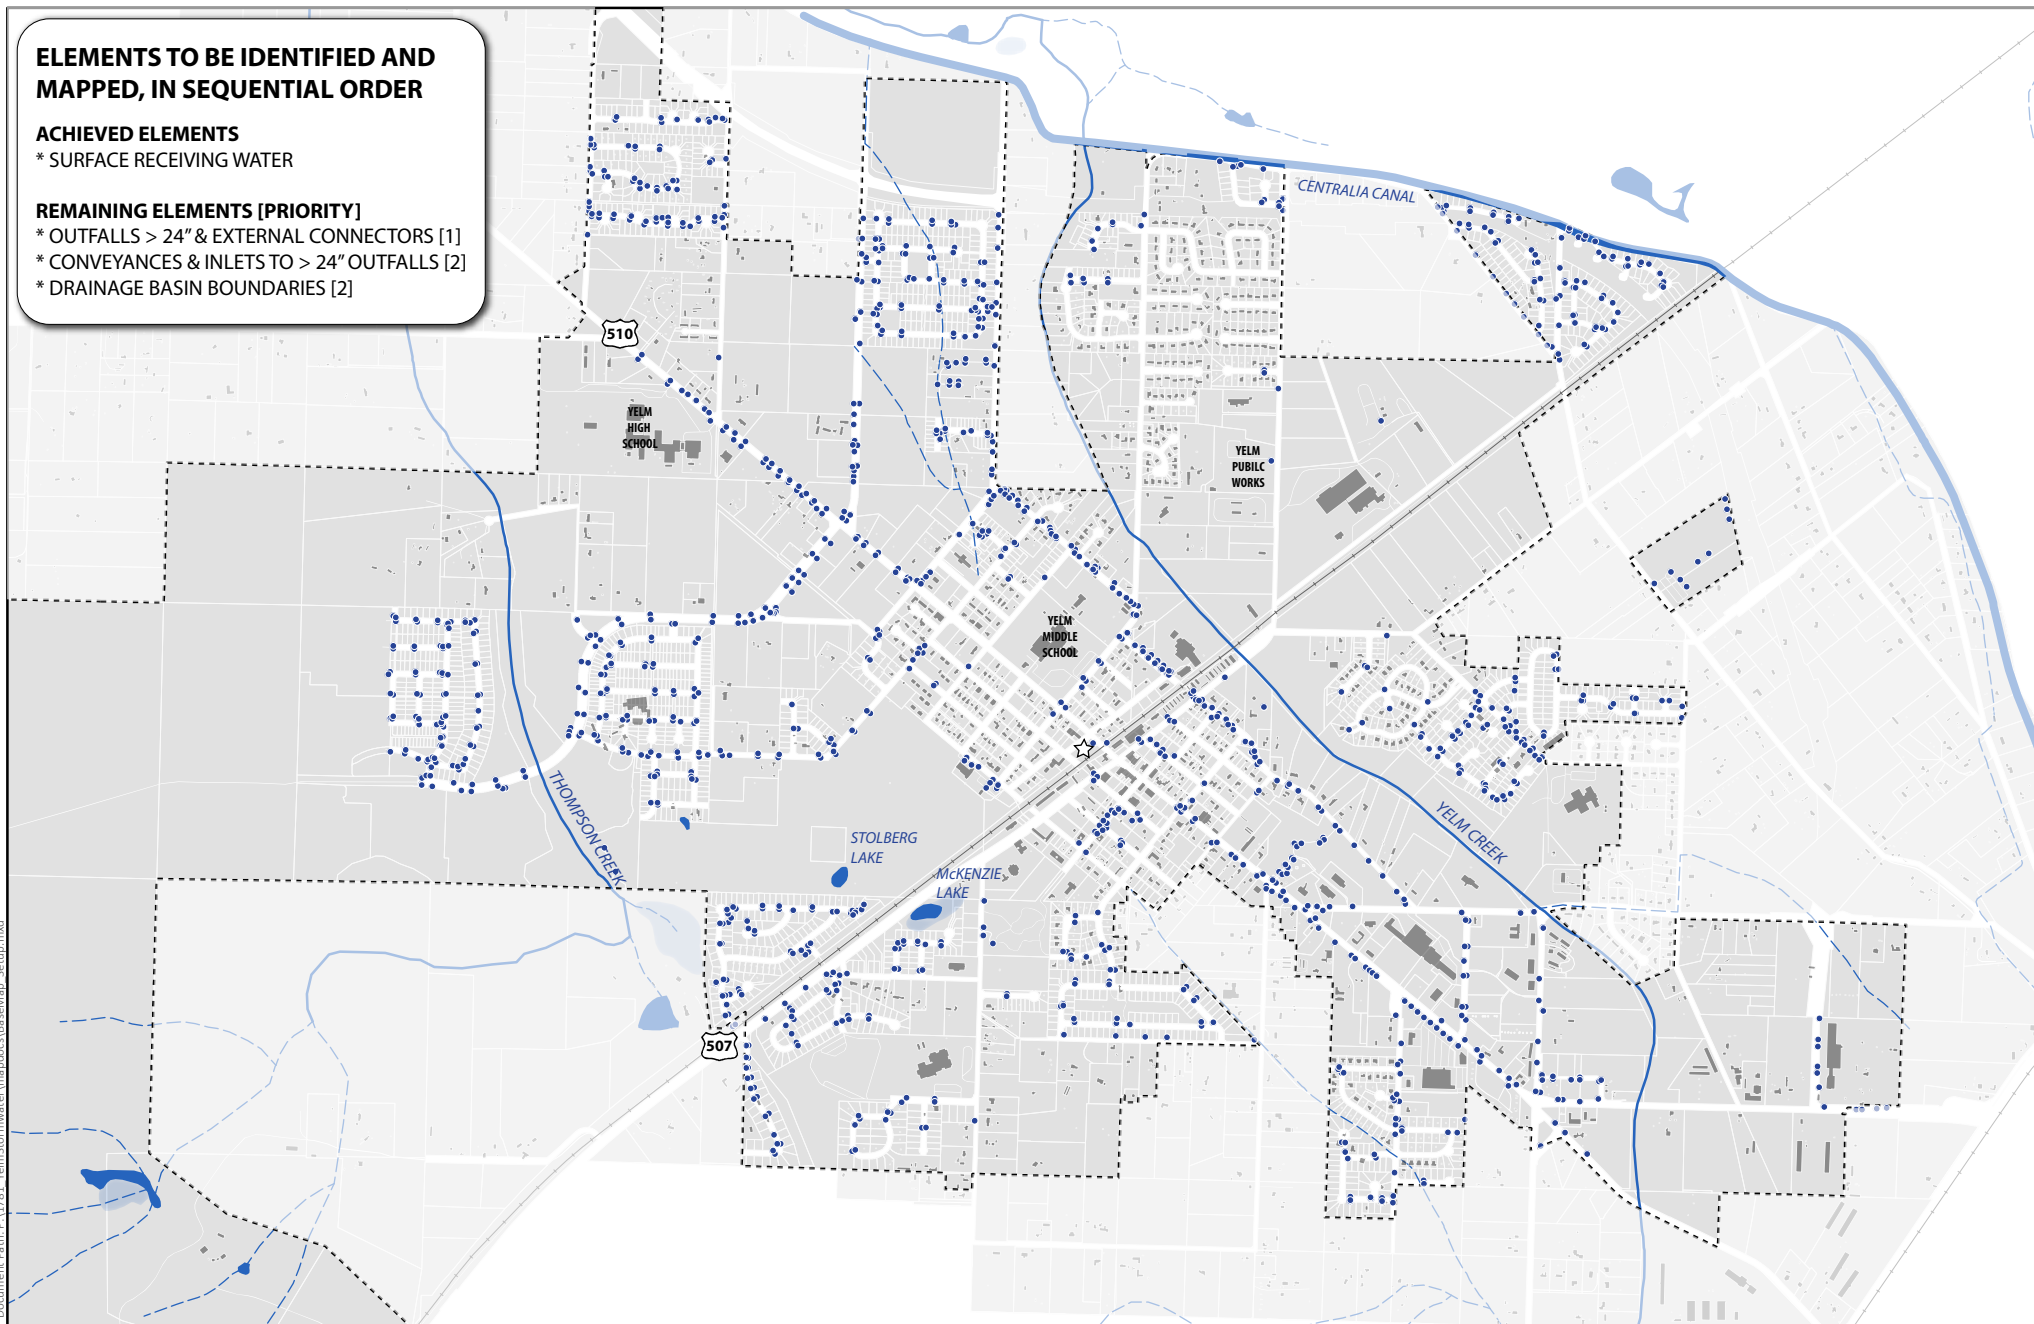 ELEMENTS TO BE IDENTIFIED AND
MAPPED, IN SEQUENTIAL ORDER
ACHIEVED ELEMENTS
* SURFACE RECEIVING WATER
REMAINING ELEMENTS [PRIORITY]
* OUTFALLS > 24” & EXTERNAL CONNECTORS [1]
* CONVEYANCES & INLETS TO > 24” OUTFALLS [2]
* DRAINAGE BASIN BOUNDARIES [2]
CENTRALIA CANAL
510
YELM
HIGH
SCHOOL
YELM
PUBILC
WORKS
YELM
MIDDLE
SCHOOL
THOMPSON CREEK
STOLBERG
LAKE
McKENZIE
LAKE
YELM CREEK
507